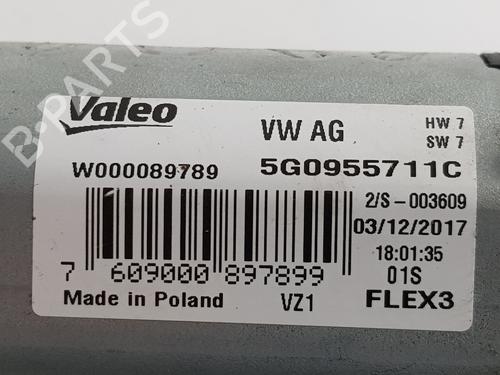 Valeo
VW AG
HW 7
SW 7
W000089789
5G0955711C
2/S-003609
03/12/2017
18:01:35
7 609000 897899
01S
Made in Poland
VZ1
FLEX3
B-PARTS